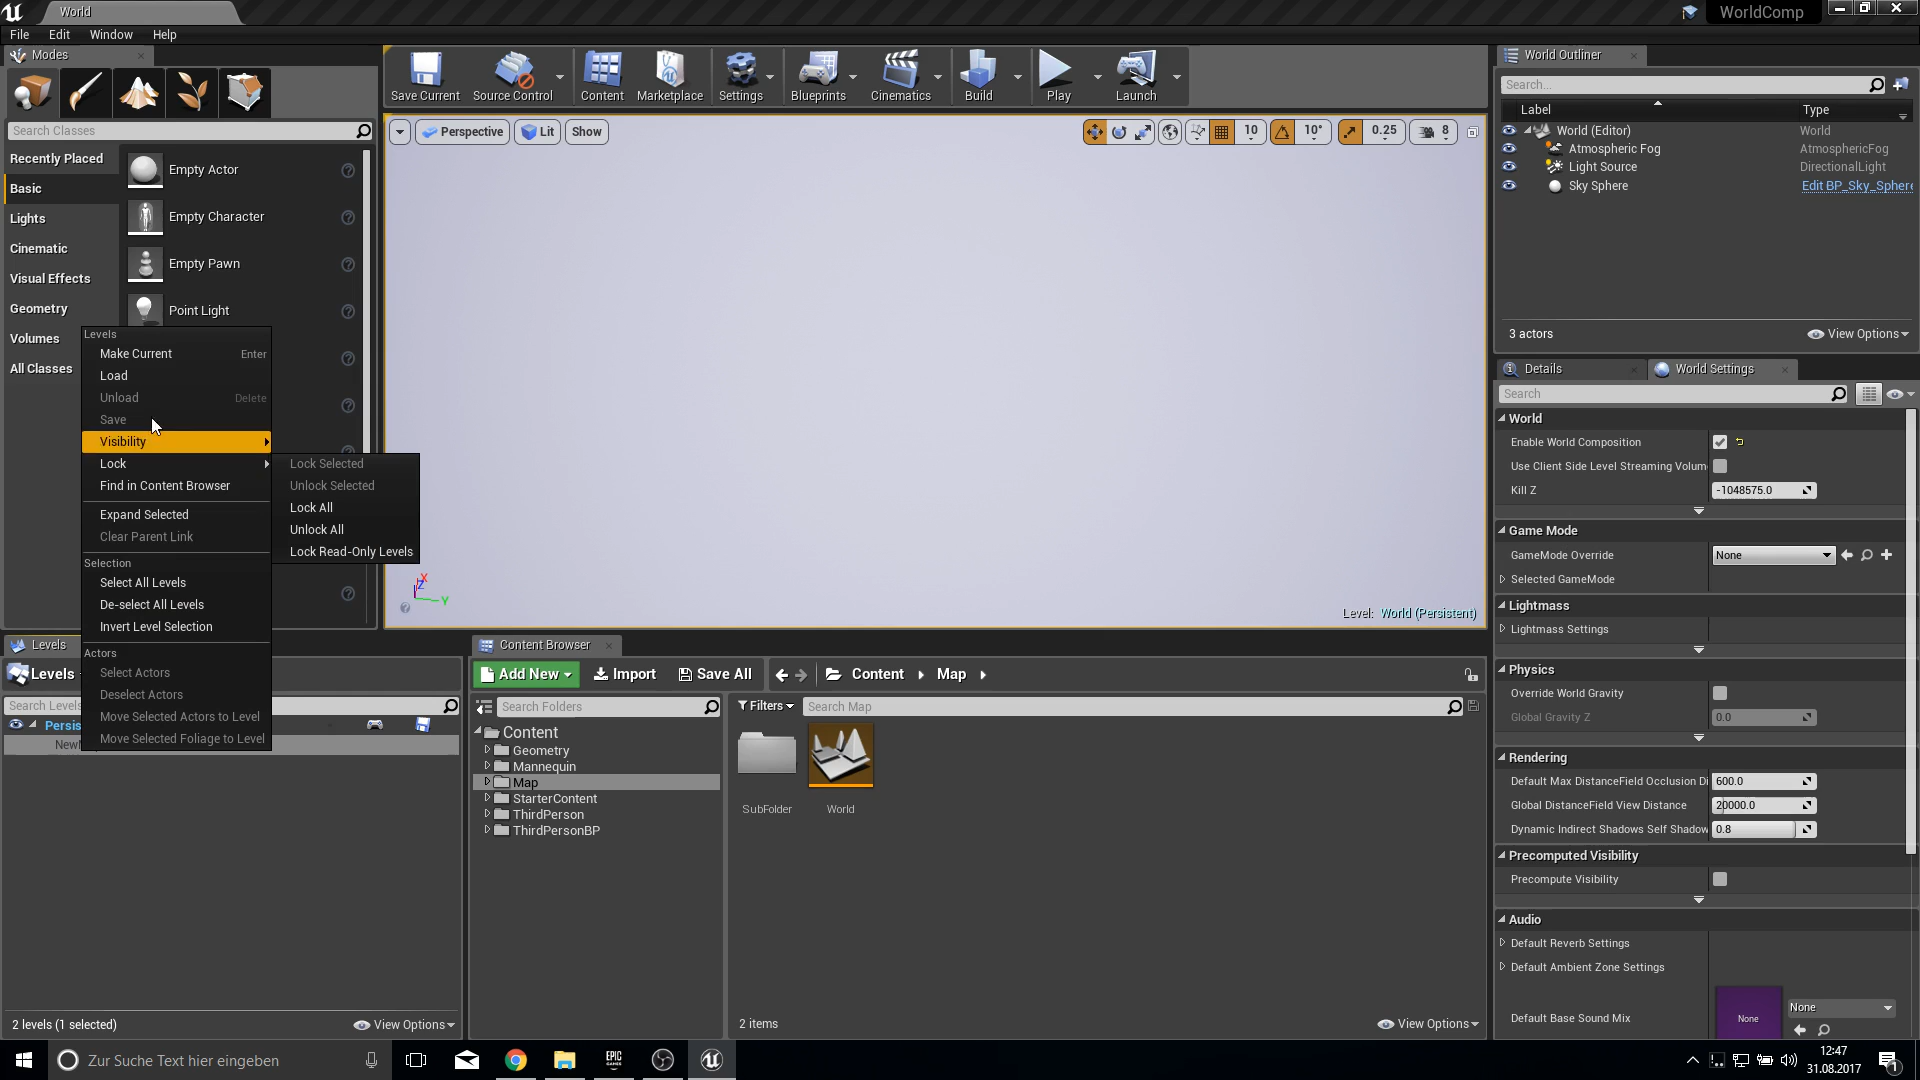 World
WorldComp
File Edit Window Help
Modes
Search Classes
Recently Placed
Basic
Lights
Cinematic
Visual Effects
Geometry
Volumes
All Classes
Empty Actor
Empty Character
Empty Pawn
Point Light
Levels
Make Current Enter
Load
Unload Delete
Save
Visibility
Lock
Find in Content Browser
Expand Selected
Clear Parent Link
Selection
Select All Levels
De-select All Levels
Invert Level Selection
Actors
Select Actors
Deselect Actors
Move Selected Actors to Level
Move Selected Foliage to Level
Lock Selected
Unlock Selected
Lock All
Unlock All
Lock Read-Only Levels
Save Current
Source Control
Content
Marketplace
Settings
Blueprints
Cinematics
Build
Play
Launch
Perspective
Lit
Show
10
10°
0.25
8
X
Z
Y
Level: World (Persistent)
Levels
Levels
Search Levels
Persis
New
2 levels (1 selected)
View Options
Content Browser
Add New
Import
Save All
Content
Map
Search Folders
Filters
Search Map
Content
Geometry
Mannequin
Map
StarterContent
ThirdPerson
ThirdPersonBP
SubFolder
World
2 items
View Options
World Outliner
Search...
Label Type
World (Editor) World
Atmospheric Fog AtmosphericFog
Light Source DirectionalLight
Sky Sphere Edit BP_Sky_Sphere
3 actors
View Options
Details
World Settings
Search
World
Enable World Composition
Use Client Side Level Streaming Volum
Kill Z -1048575.0
Game Mode
GameMode Override None
Selected GameMode
Lightmass
Lightmass Settings
Physics
Override World Gravity
Global Gravity Z 0.0
Rendering
Default Max DistanceField Occlusion Di 600.0
Global DistanceField View Distance 20000.0
Dynamic Indirect Shadows Self Shadow 0.8
Precomputed Visibility
Precompute Visibility
Audio
Default Reverb Settings
Default Ambient Zone Settings
Default Base Sound Mix
None
None
Zur Suche Text hier eingeben
EPIC GAMES
12:47
31.08.2017
1